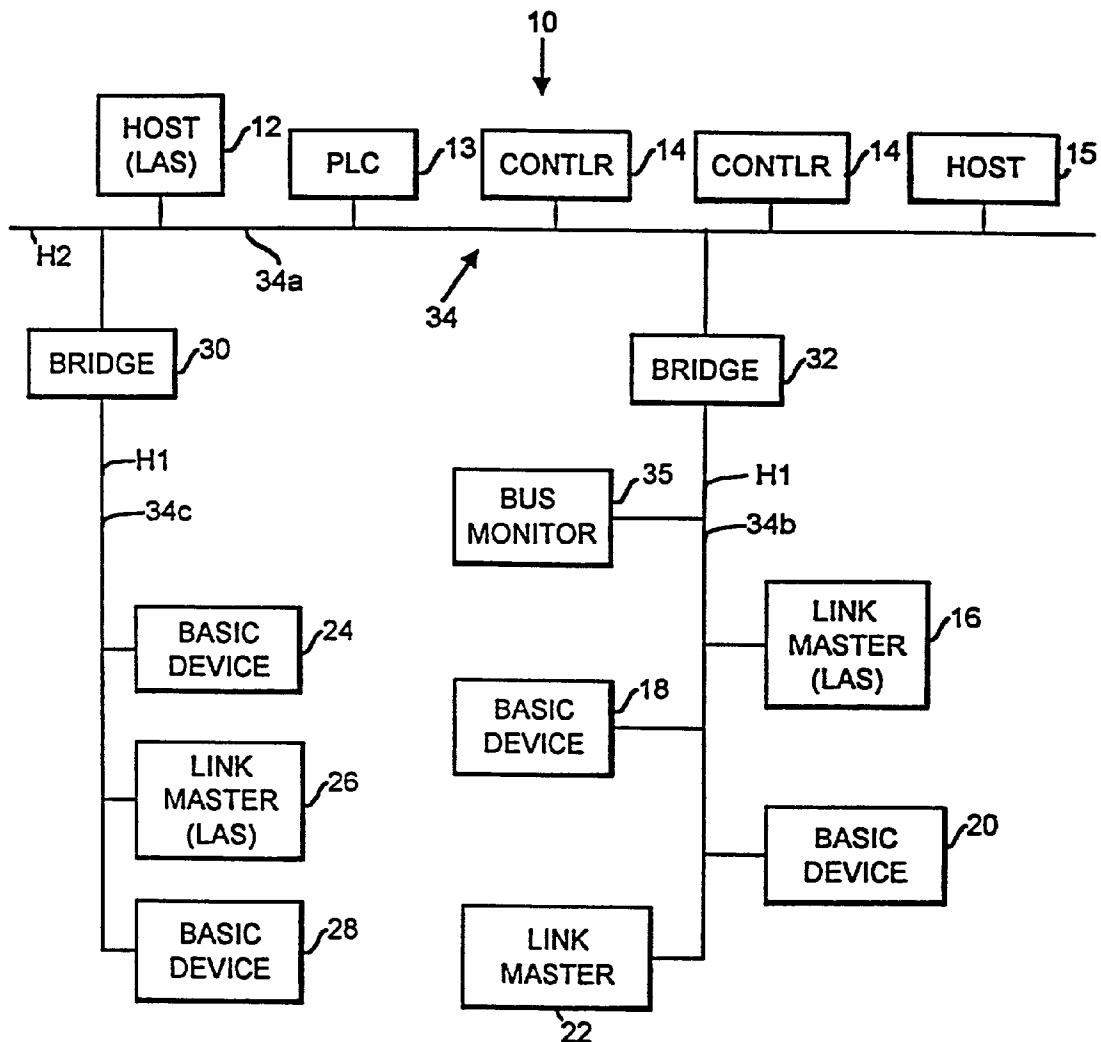 10
HOST
(LAS)
12
PLC
13
CONTLR
14
CONTLR
14
HOST
15
H2
34a
34
BRIDGE
30
BRIDGE
32
H1
34c
BUS
MONITOR
35
H1
34b
BASIC
DEVICE
24
LINK
MASTER
(LAS)
16
BASIC
DEVICE
18
LINK
MASTER
(LAS)
26
BASIC
DEVICE
20
BASIC
DEVICE
28
LINK
MASTER
22